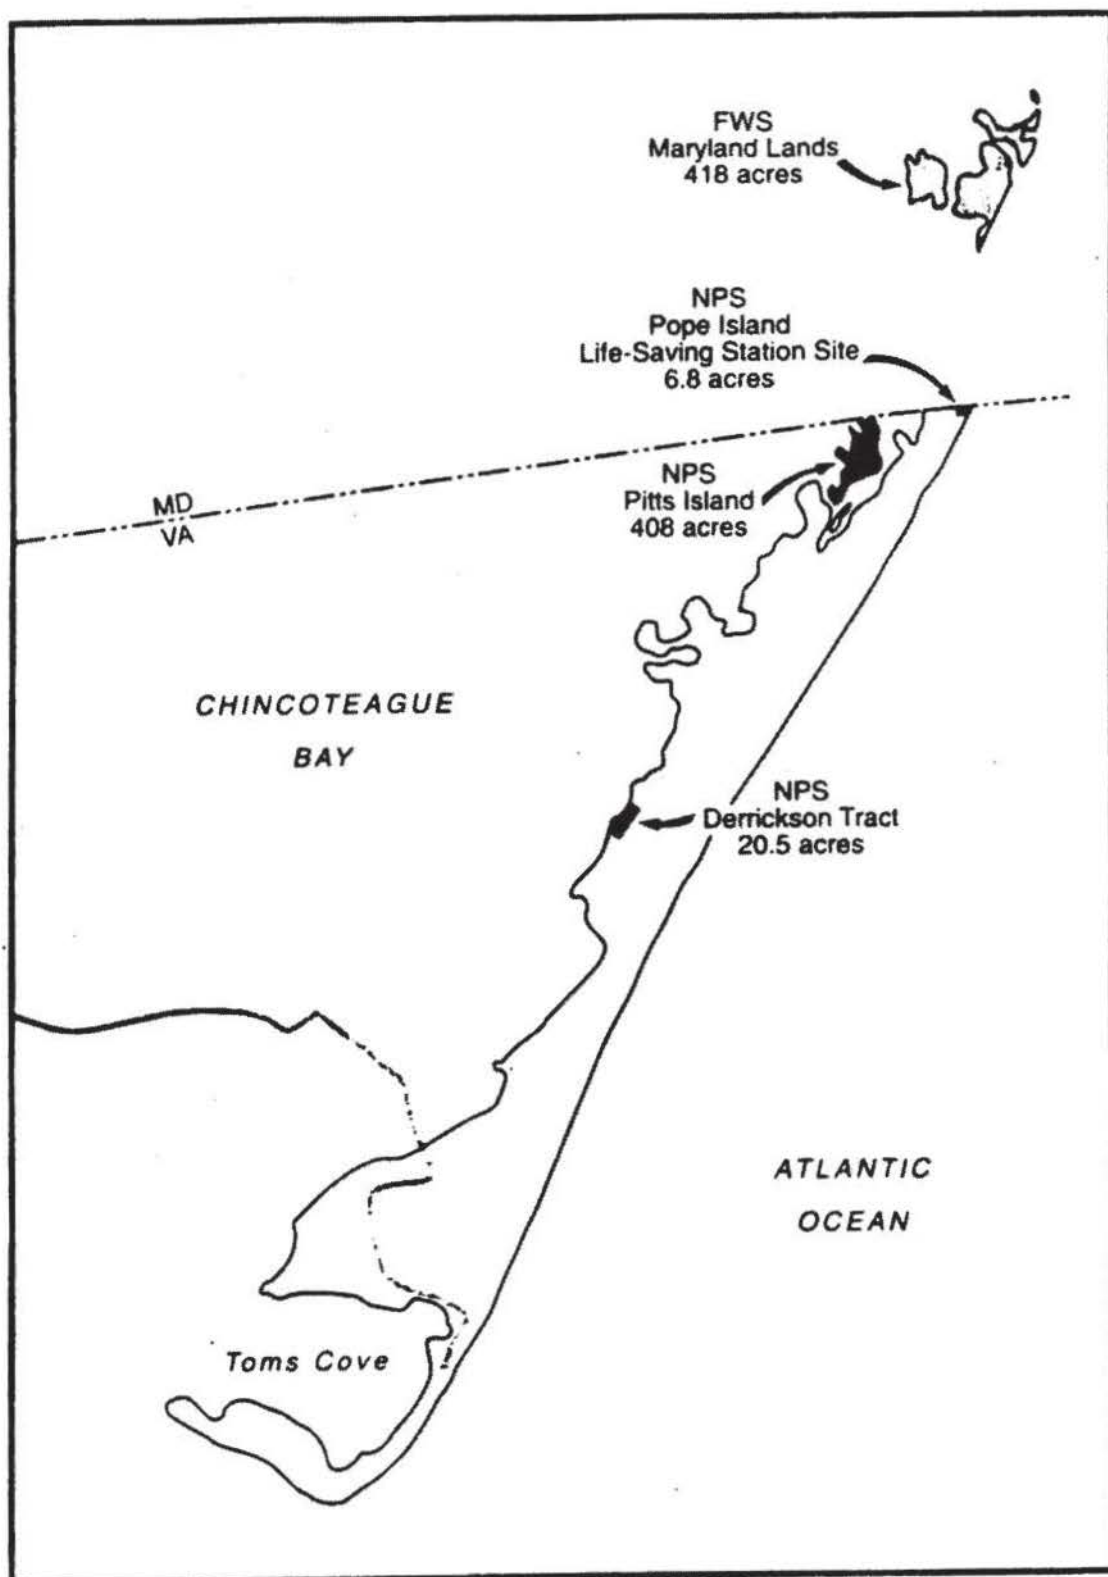 FWS
Maryland Lands
418 acres
NPS
Pope Island
Life-Saving Station Site
6.8 acres
MD
VA
NPS
Pitts Island
408 acres
CHINCOTEAGUE
BAY
NPS
Derrickson Tract
20.5 acres
ATLANTIC
OCEAN
Toms Cove